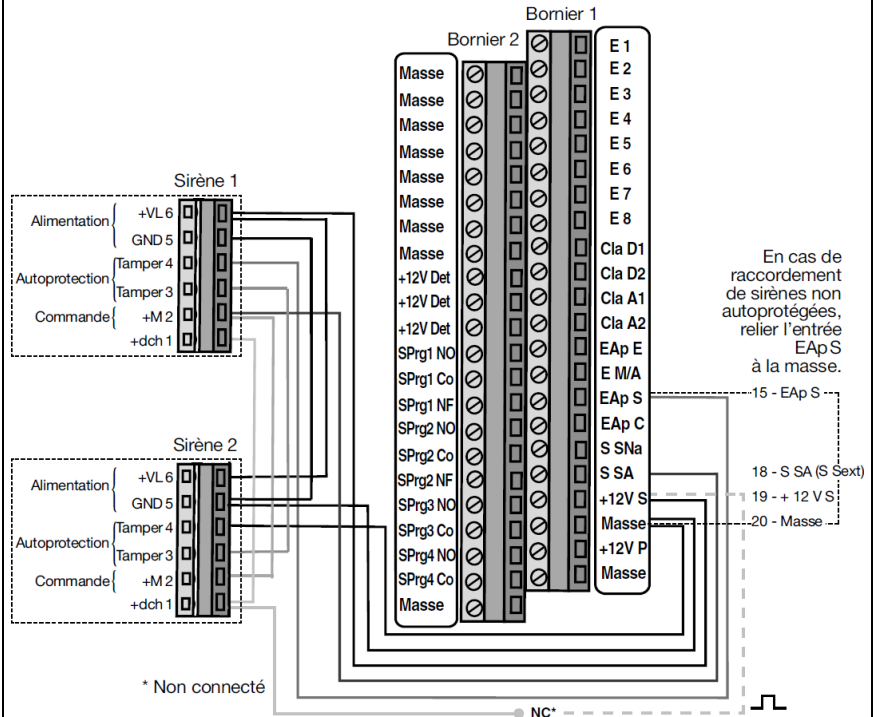 Bornier 1
Bornier 2
Masse
Masse
Masse
Masse
Masse
Masse
Masse
Masse
+12V Det
+12V Det
+12V Det
SPrg1 NO
SPrg1 Co
SPrg1 NF
SPrg2 NO
SPrg2 Co
SPrg2 NF
SPrg3 NO
SPrg3 Co
SPrg4 NO
SPrg4 Co
Masse
E 1
E 2
E 3
E 4
E 5
E 6
E 7
E 8
Cla D1
Cla D2
Cla A1
Cla A2
EAp E
E M/A
EAp S
EAp C
S SNa
S SA
+12V S
Masse
+12V P
Masse
Sirène 1
Alimentation
+VL 6
GND 5
Autoprotection
Tamper 4
Tamper 3
Commande
+M 2
+dch 1
Sirène 2
Alimentation
+VL 6
GND 5
Autoprotection
Tamper 4
Tamper 3
Commande
+M 2
+dch 1
En cas de
raccordement
de sirènes non
autoprotégées,
relier l'entrée
EAp S
à la masse.
15 - EAp S
18 - S SA (S Sext)
19 - + 12 V S
20 - Masse
* Non connecté
NC*